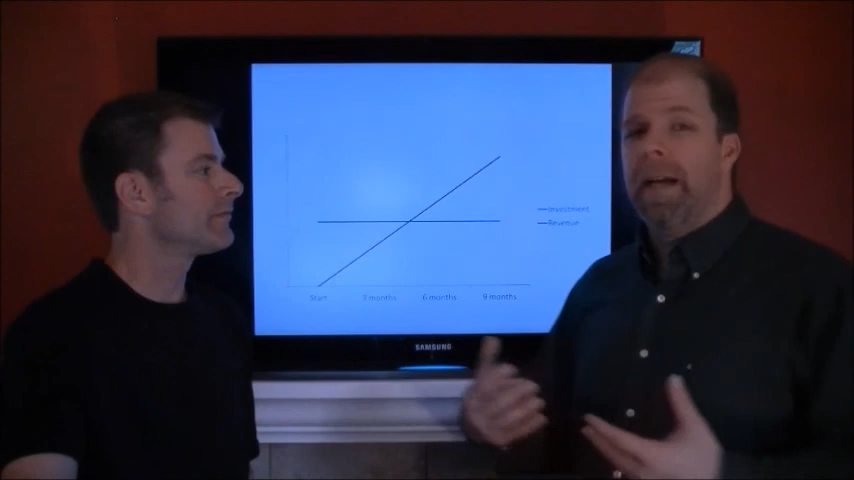 Investment
Revenue
Start
3 months
6 months
9 months
SAMSUNG